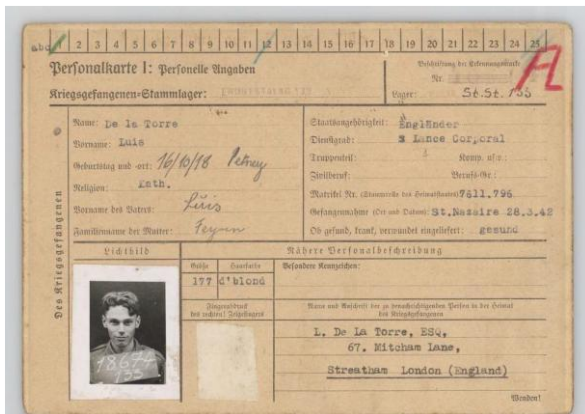 abc 1 2 3 4 5 6 7 8 9 10 11 12 13 14 15 16 17 18 19 20 21 22 23 24 25
Personalkarte I: Personelle Angaben
Kriegsgefangenen-Stammlager:
Beschriftung der Erkennungsmarke
Nr.
Lager: St.St. 133
Des Kriegsgefangenen
Name: De la Torre
Vorname: Luis
Geburtstag und -ort: 16/10/18
Religion: Kath.
Vorname des Vaters: Luis
Familienname der Mutter:
Staatsangehörigkeit: Engländer
Dienstgrad: Lance Corporal
Truppenteil: Komp. usw.:
Zivilberuf: Berufs-Gr.:
Matrikel Nr. (Stammrolle des Heimatstaates) 7611.796
Gefangennahme (Ort und Datum): St.Nazaire 28.3.42
Ob gesund, krank, verwundet eingeliefert: gesund
Lichtbild
Nähere Personalbeschreibung
Größe Haarfarbe Besondere Kennzeichen:
177 d'blond
Fingerabdruck
des rechten! Zeigefingers
Name und Anschrift der zu benachrichtigenden Person in der Heimat
des Kriegsgefangenen
18674
133
L. De La Torre, ESQ,
67. Mitcham Lane,
Streatham London (England)
Wenden!